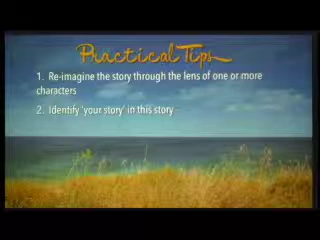 Practical Tips
1. Re-imagine the story through the lens of one or more
characters
2. Identify 'your story' in this story